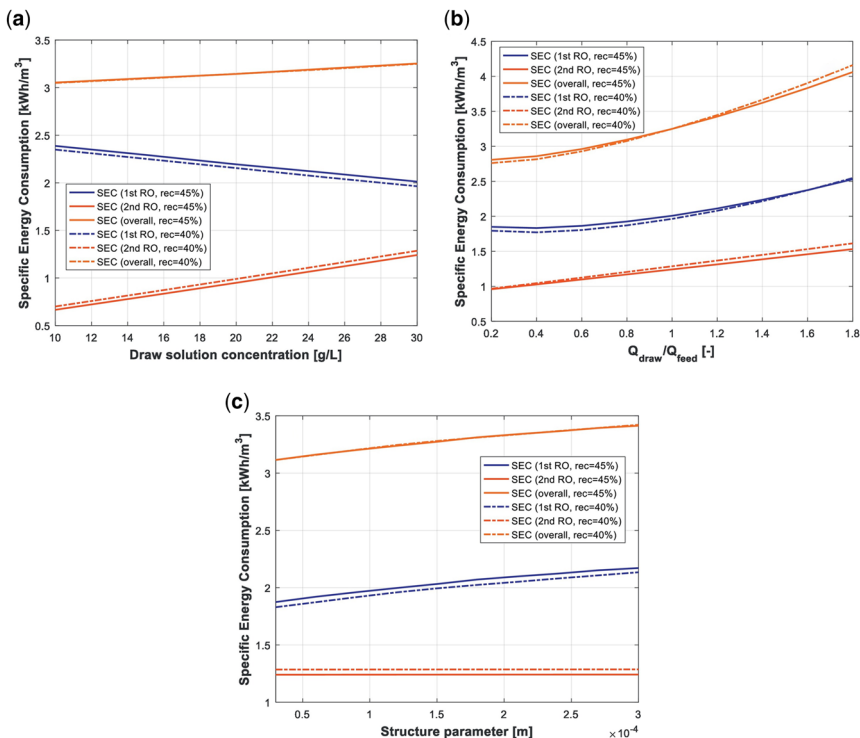 (a)
3.5
3
2.5
2
1.5
1
0.5
Specific Energy Consumption [kWh/m³]
SEC (1st RO, rec=45%)
SEC (2nd RO, rec=45%)
SEC (overall, rec=45%)
SEC (1st RO, rec=40%)
SEC (2nd RO, rec=40%)
SEC (overall, rec=40%)
10 12 14 16 18 20 22 24 26 28 30
Draw solution concentration [g/L]
(b)
4.5
4
3.5
3
2.5
2
1.5
1
0.5
Specific Energy Consumption [kWh/m³]
SEC (1st RO, rec=45%)
SEC (2nd RO, rec=45%)
SEC (overall, rec=45%)
SEC (1st RO, rec=40%)
SEC (2nd RO, rec=40%)
SEC (overall, rec=40%)
0.2 0.4 0.6 0.8 1 1.2 1.4 1.6 1.8
Q_draw/Q_feed [-]
(c)
3.5
3
2.5
2
1.5
1
Specific Energy Consumption [kWh/m³]
SEC (1st RO, rec=45%)
SEC (2nd RO, rec=45%)
SEC (overall, rec=45%)
SEC (1st RO, rec=40%)
SEC (2nd RO, rec=40%)
SEC (overall, rec=40%)
0.5 1 1.5 2 2.5 3
Structure parameter [m]
×10⁻⁴